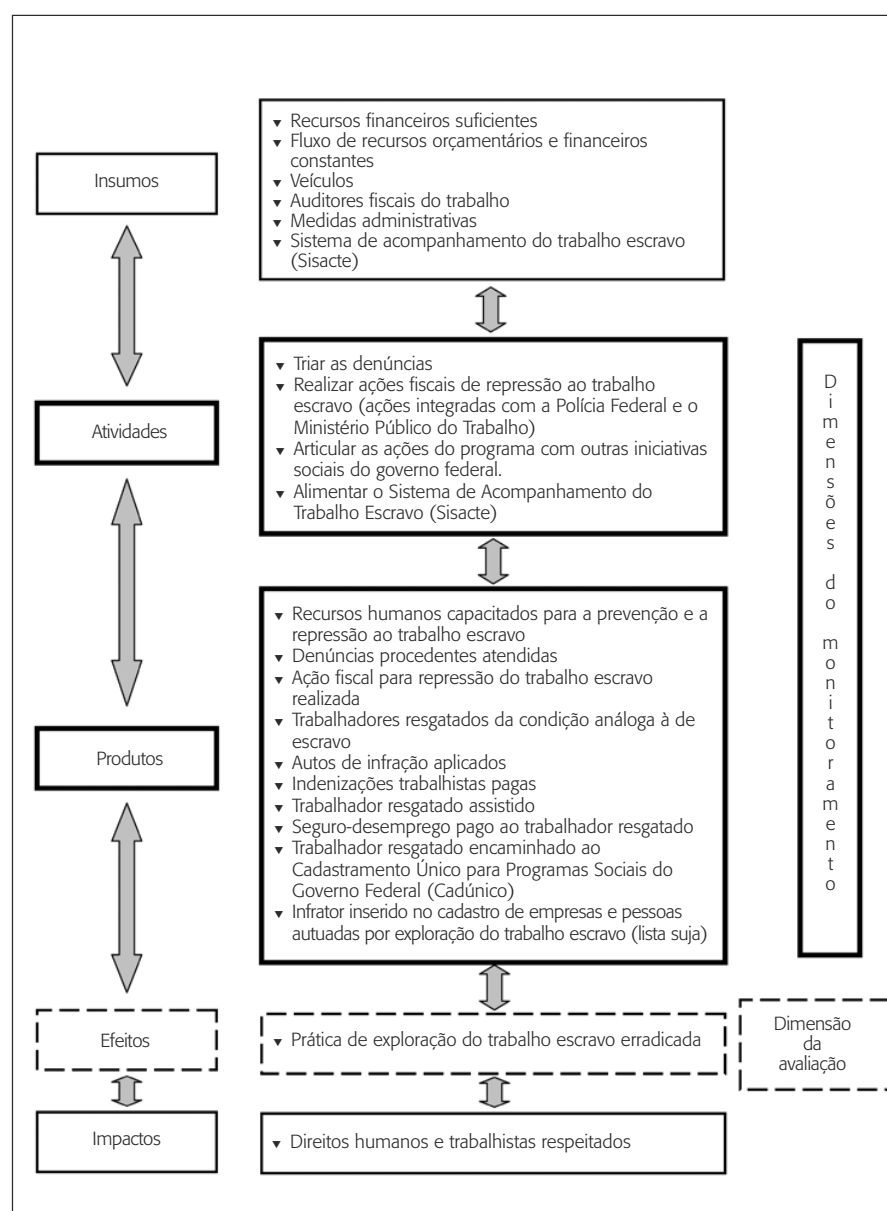 Insumos
▾ Recursos financeiros suficientes
▾ Fluxo de recursos orçamentários e financeiros
constantes
▾ Veículos
▾ Auditores fiscais do trabalho
▾ Medidas administrativas
▾ Sistema de acompanhamento do trabalho escravo
(Sisacte)
Atividades
▾ Triar as denúncias
▾ Realizar ações fiscais de repressão ao trabalho
escravo (ações integradas com a Polícia Federal e o
Ministério Público do Trabalho)
▾ Articular as ações do programa com outras iniciativas
sociais do governo federal.
▾ Alimentar o Sistema de Acompanhamento do
Trabalho Escravo (Sisacte)
Produtos
▾ Recursos humanos capacitados para a prevenção e a
repressão ao trabalho escravo
▾ Denúncias procedentes atendidas
▾ Ação fiscal para repressão do trabalho escravo
realizada
▾ Trabalhadores resgatados da condição análoga à de
escravo
▾ Autos de infração aplicados
▾ Indenizações trabalhistas pagas
▾ Trabalhador resgatado assistido
▾ Seguro-desemprego pago ao trabalhador resgatado
▾ Trabalhador resgatado encaminhado ao
Cadastramento Único para Programas Sociais do
Governo Federal (Cadúnico)
▾ Infrator inserido no cadastro de empresas e pessoas
autuadas por exploração do trabalho escravo (lista suja)
Dimensões do monitoramento
Efeitos
▾ Prática de exploração do trabalho escravo erradicada
Dimensão
da
avaliação
Impactos
▾ Direitos humanos e trabalhistas respeitados